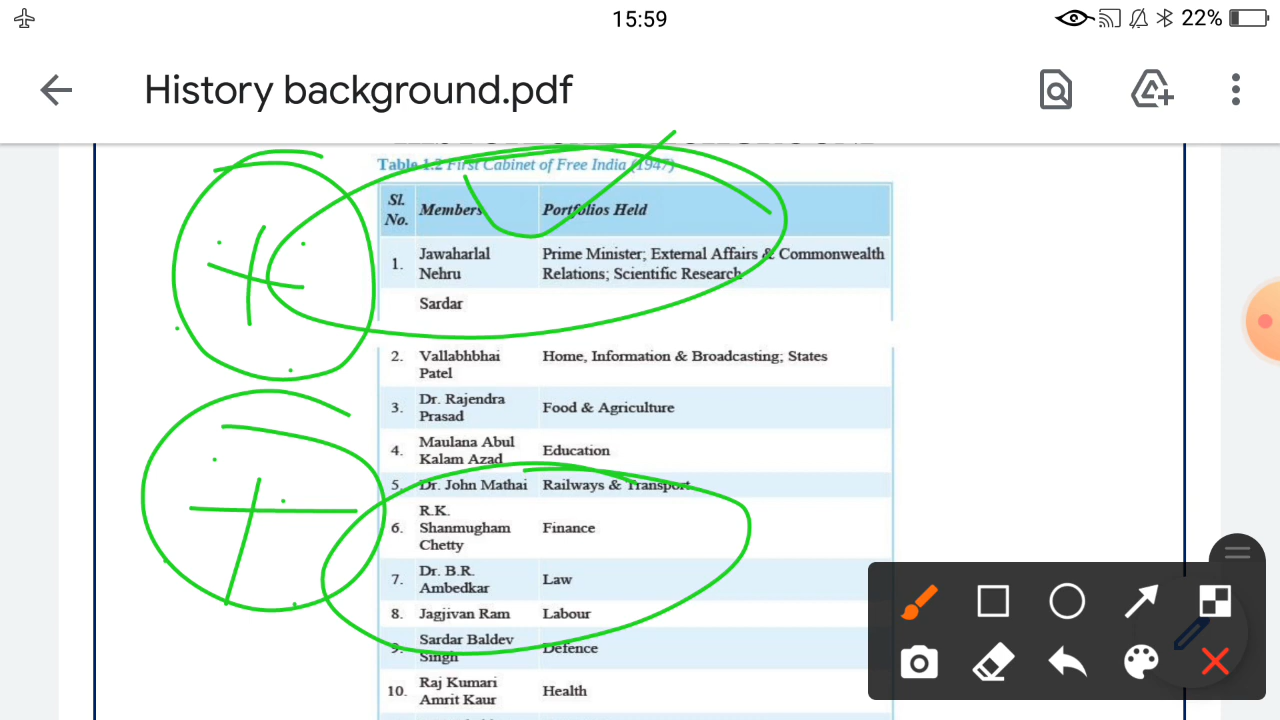 15:59
22%
History background.pdf
Table 1.2 First Cabinet of Free India (1947)
Sl. No. Members Portfolios Held
1. Jawaharlal Nehru Prime Minister; External Affairs & Commonwealth Relations; Scientific Research
Sardar
2. Vallabhbhai Patel Home, Information & Broadcasting; States
3. Dr. Rajendra Prasad Food & Agriculture
4. Maulana Abul Kalam Azad Education
5. Dr. John Mathai Railways & Transport
6. R.K. Shanmugham Chetty Finance
7. Dr. B.R. Ambedkar Law
8. Jagjivan Ram Labour
9. Sardar Baldev Singh Defence
10. Raj Kumari Amrit Kaur Health